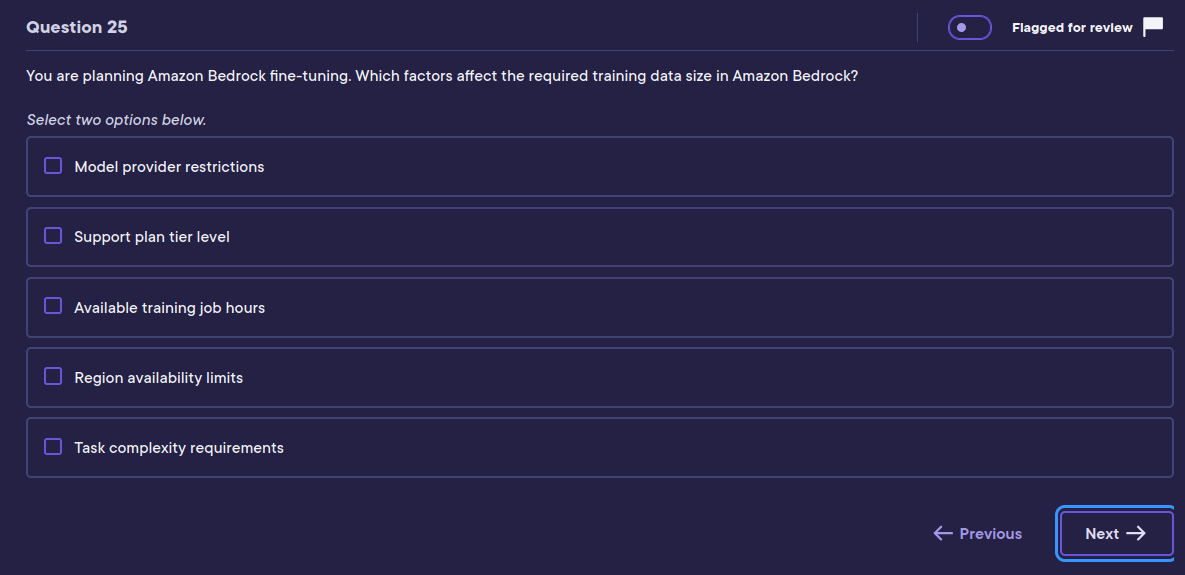 Question 25
Flagged for review
You are planning Amazon Bedrock fine-tuning. Which factors affect the required training data size in Amazon Bedrock?
Select two options below.
Model provider restrictions
Support plan tier level
Available training job hours
Region availability limits
Task complexity requirements
Previous
Next